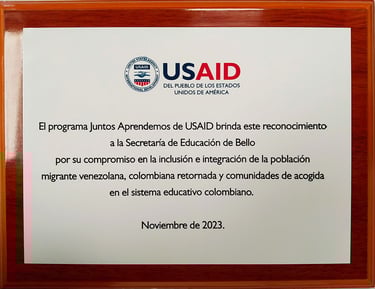 USAID
USAID
DEL PUEBLO DE LOS ESTADOS
UNIDOS DE AMÉRICA
El programa Juntos Aprendemos de USAID brinda este reconocimiento
a la Secretaría de Educación de Bello
por su compromiso en la inclusión e integración de la población
migrante venezolana, colombiana retornada y comunidades de acogida
en el sistema educativo colombiano.
Noviembre de 2023.